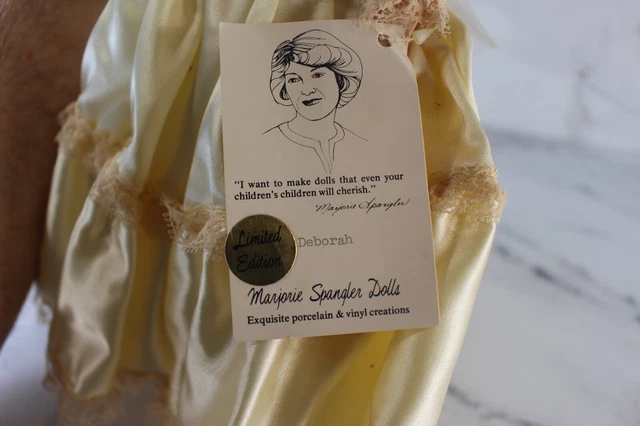 "I want to make dolls that even your
children's children will cherish."
Marjorie Spangler
Limited
Edition
Deborah
Marjorie Spangler Dolls
Exquisite porcelain & vinyl creations